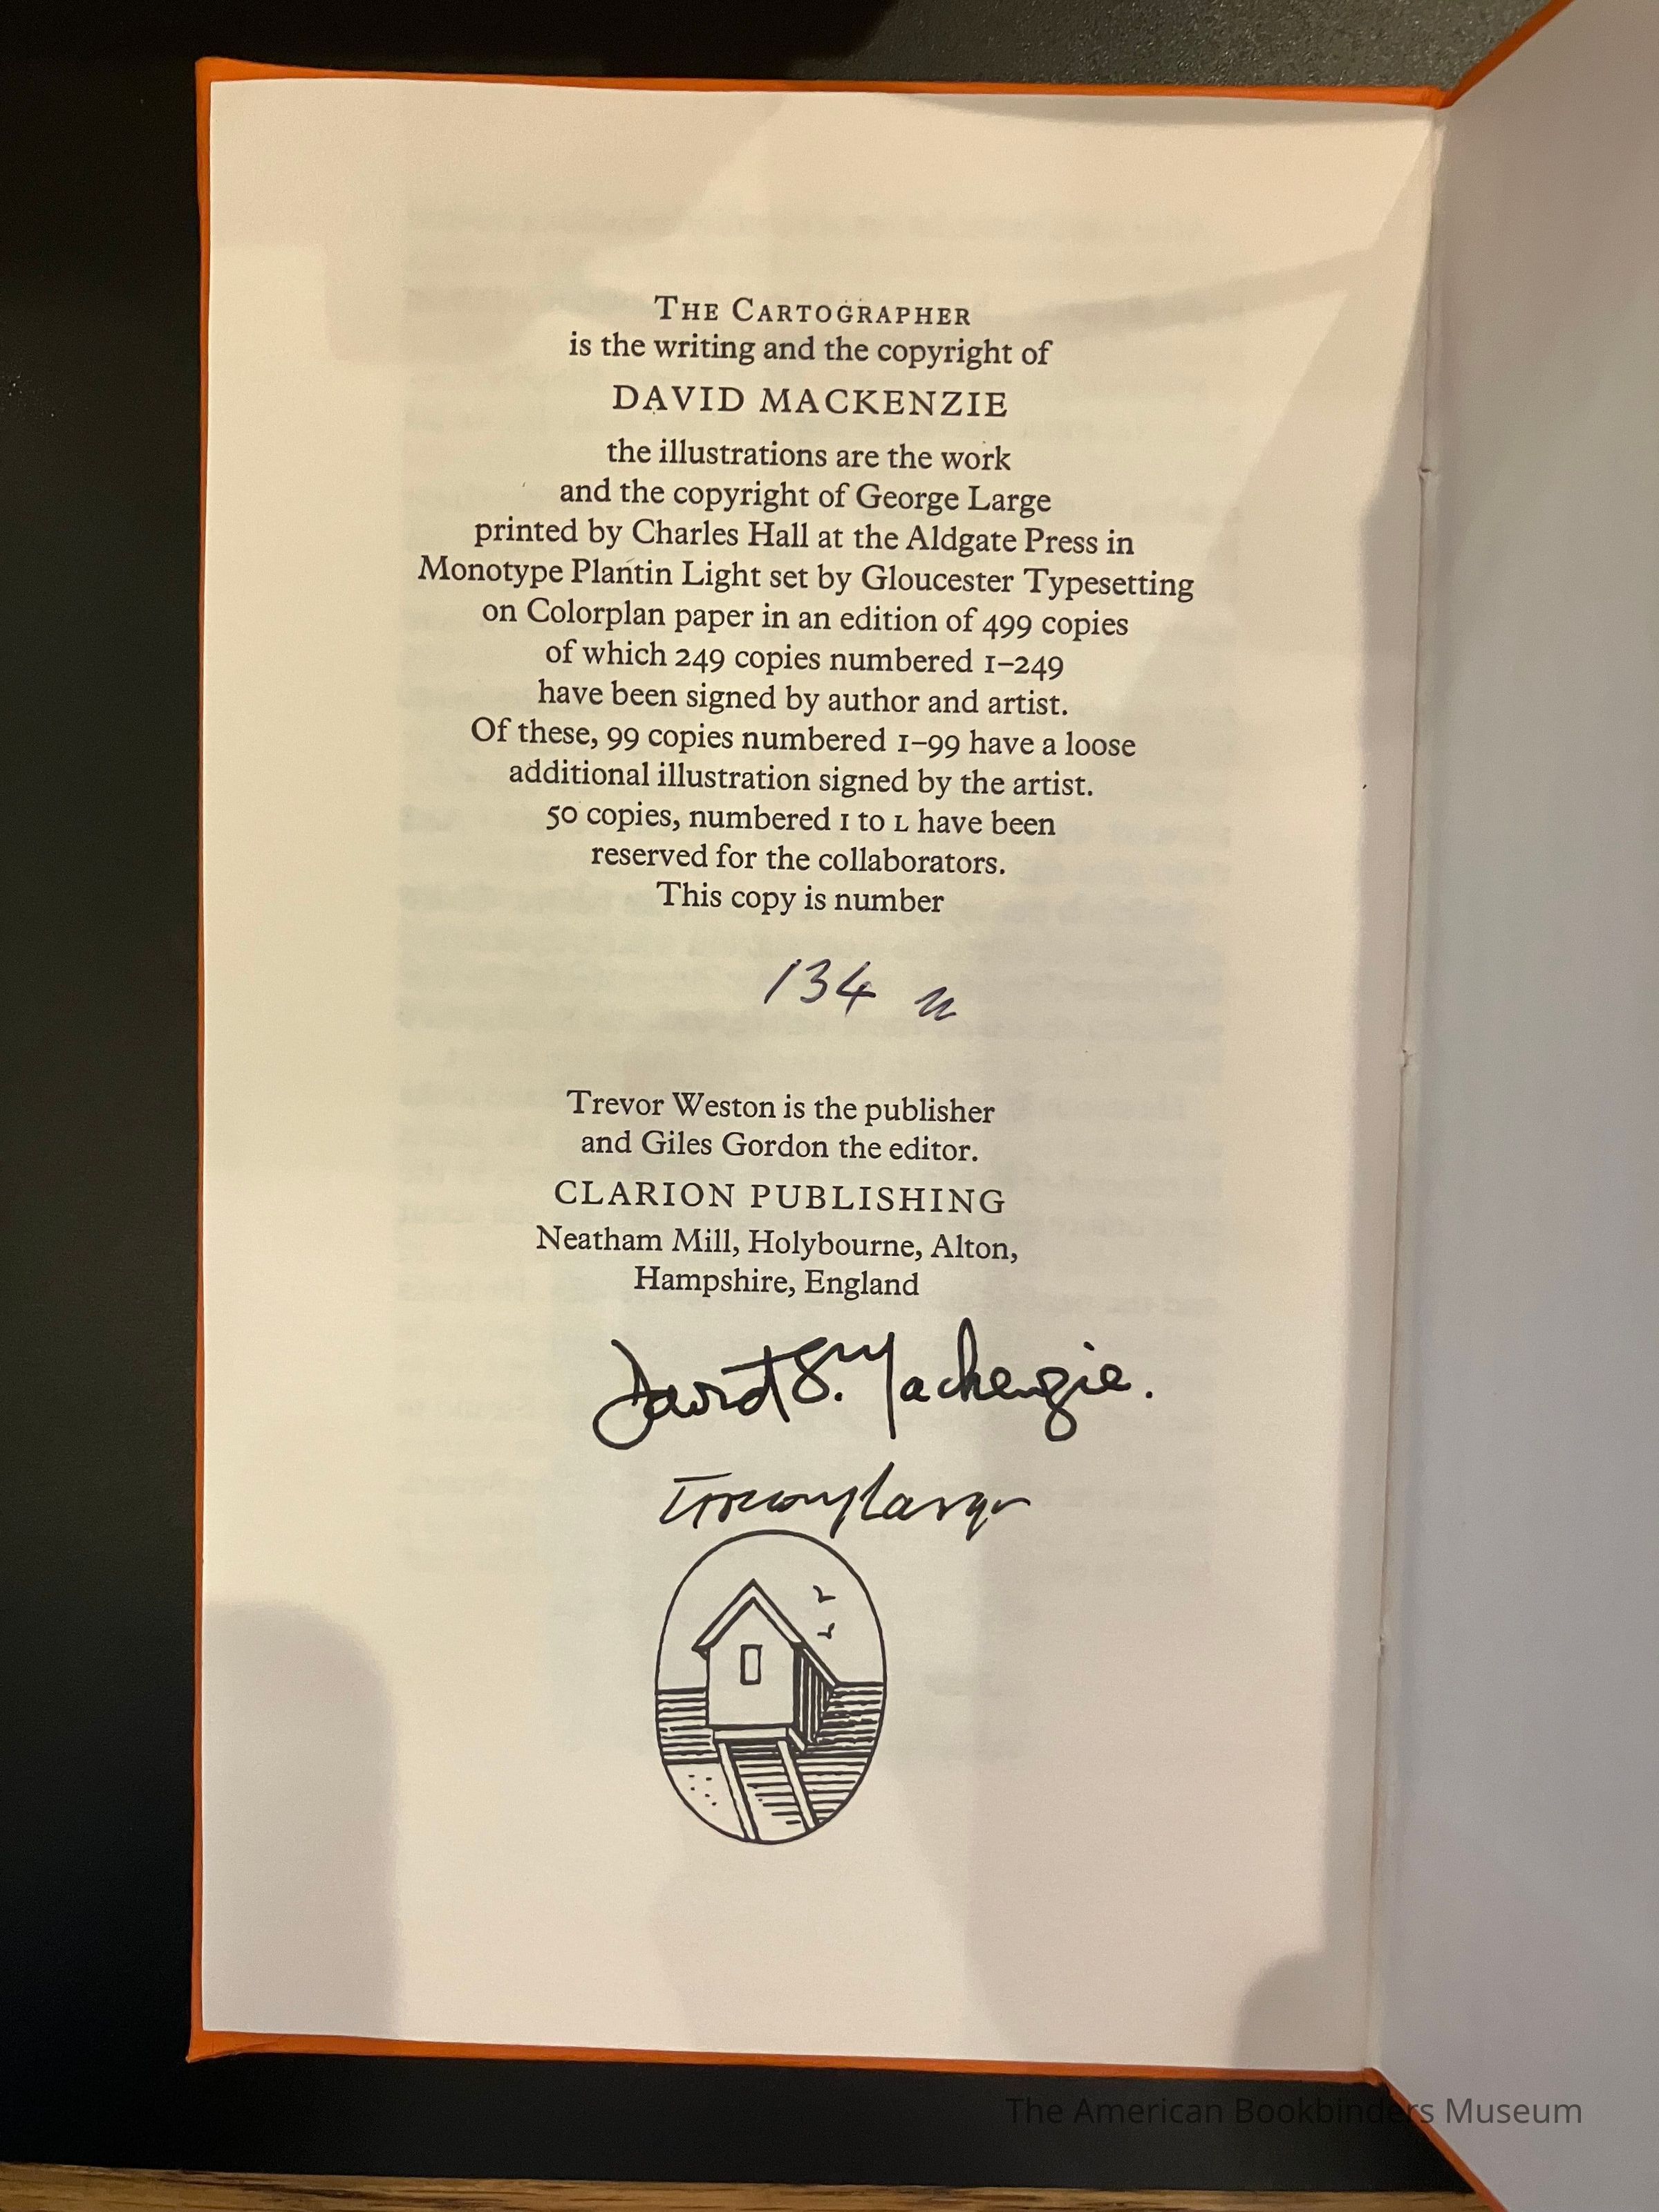 THE CARTOGRAPHER
is the writing and the copyright of
DAVID MACKENZIE
the illustrations are the work
and the copyright of George Large
printed by Charles Hall at the Aldgate Press in
Monotype Plantin Light set by Gloucester Typesetting
on Colorplan paper in an edition of 499 copies
of which 249 copies numbered 1–249
have been signed by author and artist.
Of these, 99 copies numbered 1–99 have a loose
additional illustration signed by the artist.
50 copies, numbered I to L have been
reserved for the collaborators.
This copy is number
134
Trevor Weston is the publisher
and Giles Gordon the editor.
CLARION PUBLISHING
Neatham Mill, Holybourne, Alton,
Hampshire, England
David S. Mackenzie.
Large
The American Bookbinders Museum